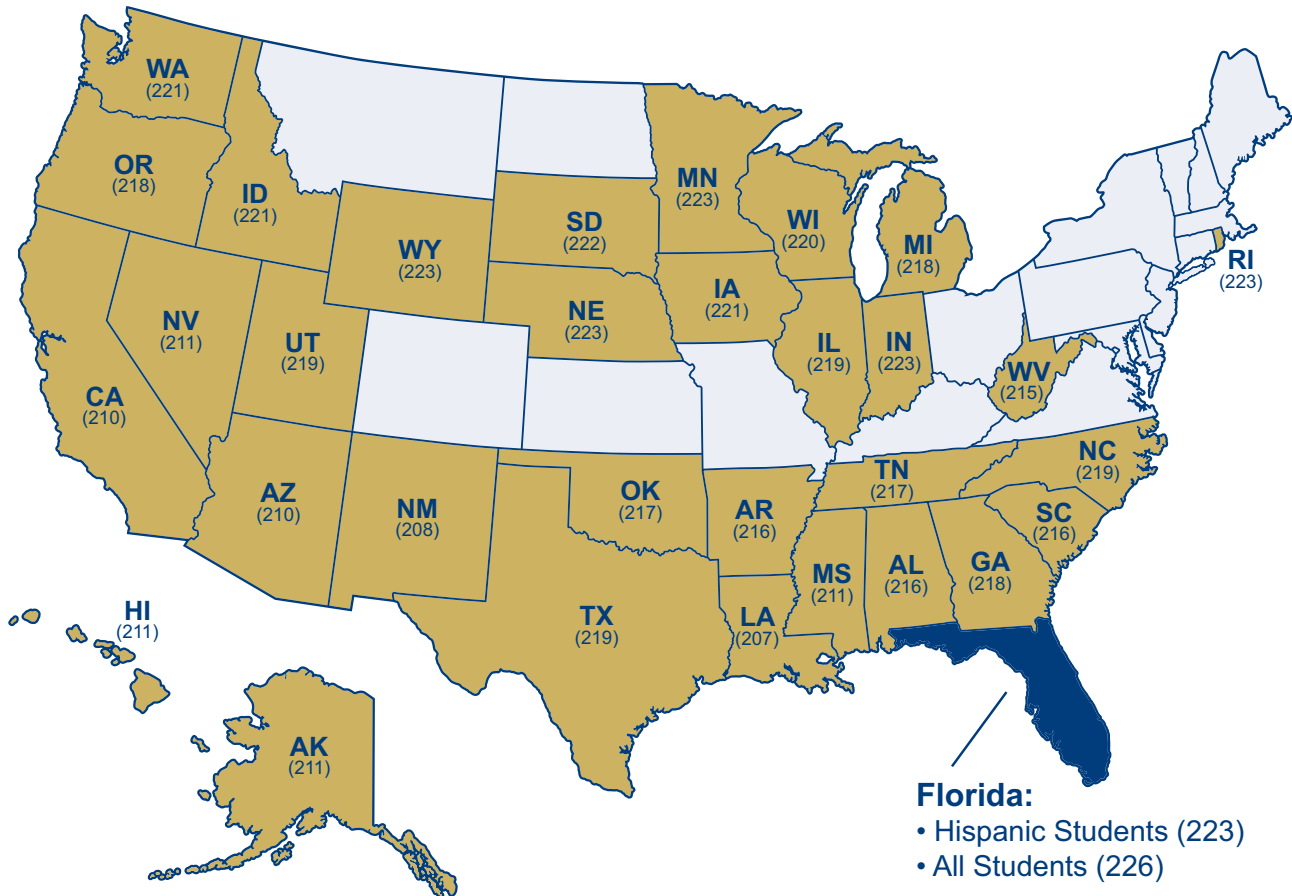 WA
(221)
OR
(218)
ID
(221)
WY
(223)
SD
(222)
MN
(223)
WI
(220)
MI
(218)
RI
(223)
NV
(211)
UT
(219)
NE
(223)
IA
(221)
IL
(219)
IN
(223)
WV
(215)
CA
(210)
AZ
(210)
NM
(208)
OK
(217)
AR
(216)
TN
(217)
NC
(219)
SC
(216)
MS
(211)
AL
(216)
GA
(218)
TX
(219)
LA
(207)
HI
(211)
AK
(211)
Florida:
• Hispanic Students (223)
• All Students (226)